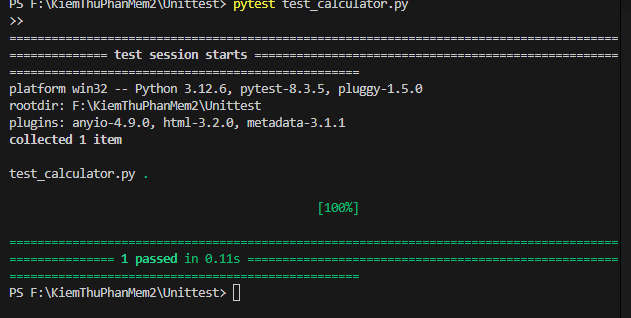 PS F:\KiemThuPhanMem2\Unittest> pytest test_calculator.py
>>
=======================================================================================
============== test session starts ====================================================
==================================================
platform win32 -- Python 3.12.6, pytest-8.3.5, pluggy-1.5.0
rootdir: F:\KiemThuPhanMem2\Unittest
plugins: anyio-4.9.0, html-3.2.0, metadata-3.1.1
collected 1 item
test_calculator.py .
[100%]
=======================================================================================
=============== 1 passed in 0.11s =====================================================
==================================================
PS F:\KiemThuPhanMem2\Unittest>